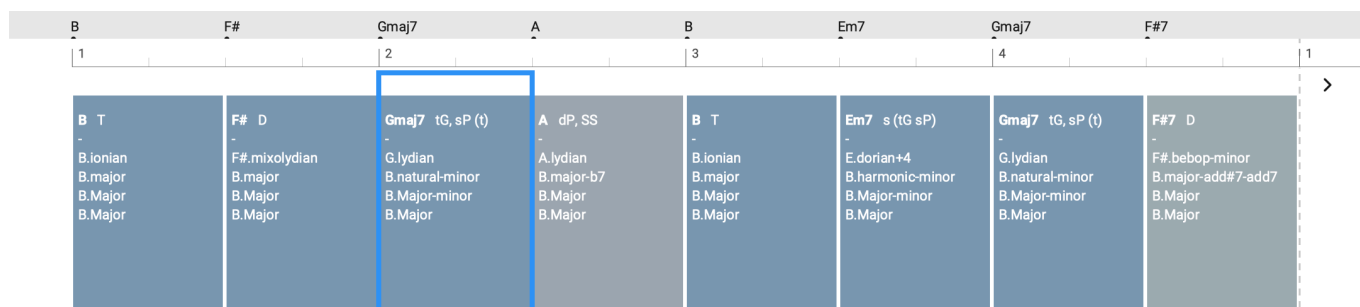 B F# Gmaj7 A B Em7 Gmaj7 F#7
1 2 3 4 1
B T
-
B.ionian
B.major
B.Major
B.Major
F# D
-
F#.mixolydian
B.major
B.Major
B.Major
Gmaj7 tG, sP (t)
-
G.lydian
B.natural-minor
B.Major-minor
B.Major
A dP, SS
-
A.lydian
B.major-b7
B.Major
B.Major
B T
-
B.ionian
B.major
B.Major
B.Major
Em7 s (tG sP)
-
E.dorian+4
B.harmonic-minor
B.Major-minor
B.Major
Gmaj7 tG, sP (t)
-
G.lydian
B.natural-minor
B.Major-minor
B.Major
F#7 D
-
F#.bebop-minor
B.major-add#7-add7
B.Major
B.Major